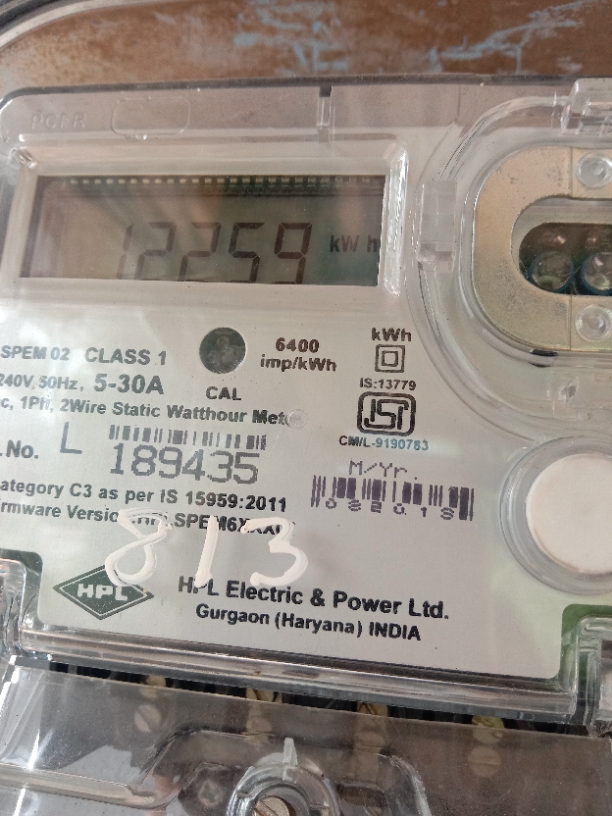 12259 kWh
SPEM 02 CLASS 1
6400
imp/kWh
kWh
240V, 50Hz, 5-30A
CAL
IS:13779
ISI
c, 1PH, 2Wire Static Watthour
CM/L-9190783
.No. L 189435
M/Yr.
ategory C3 as per IS 15959:2011
813
HPL
HPL Electric & Power Ltd.
Gurgaon (Haryana) INDIA